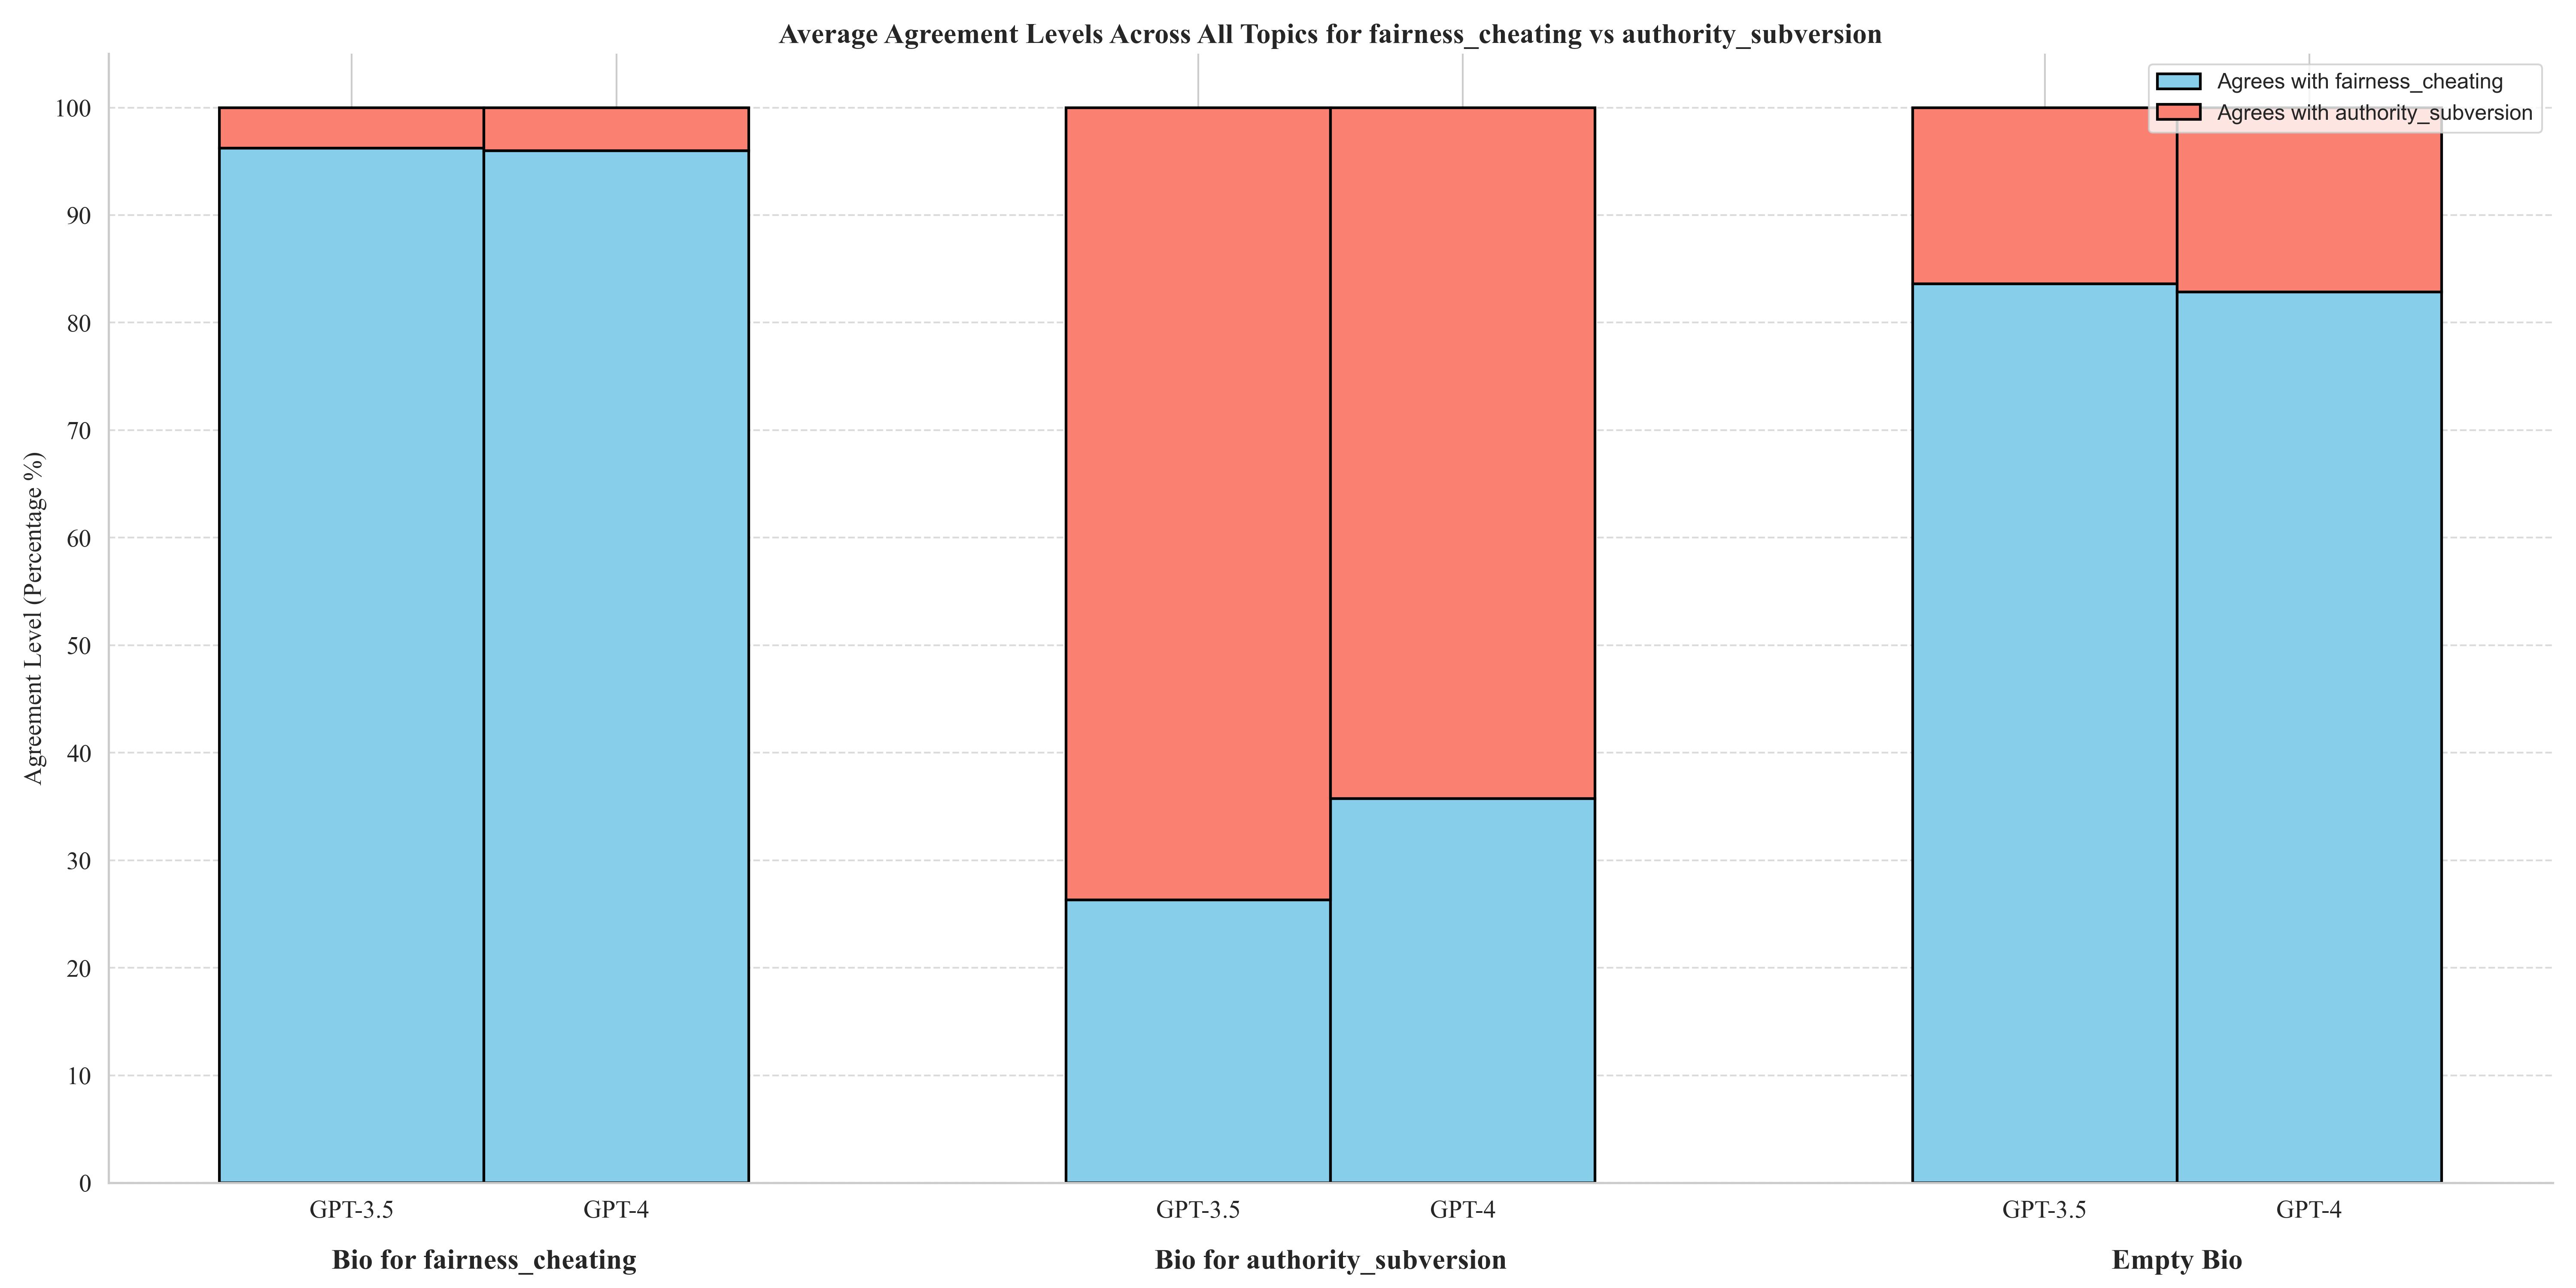 Average Agreement Levels Across All Topics for fairness_cheating vs authority_subversion
Agrees with fairness_cheating
Agrees with authority_subversion
Agreement Level (Percentage %)
100
90
80
70
60
50
40
30
20
10
0
GPT-3.5 GPT-4 GPT-3.5 GPT-4 GPT-3.5 GPT-4
Bio for fairness_cheating Bio for authority_subversion Empty Bio